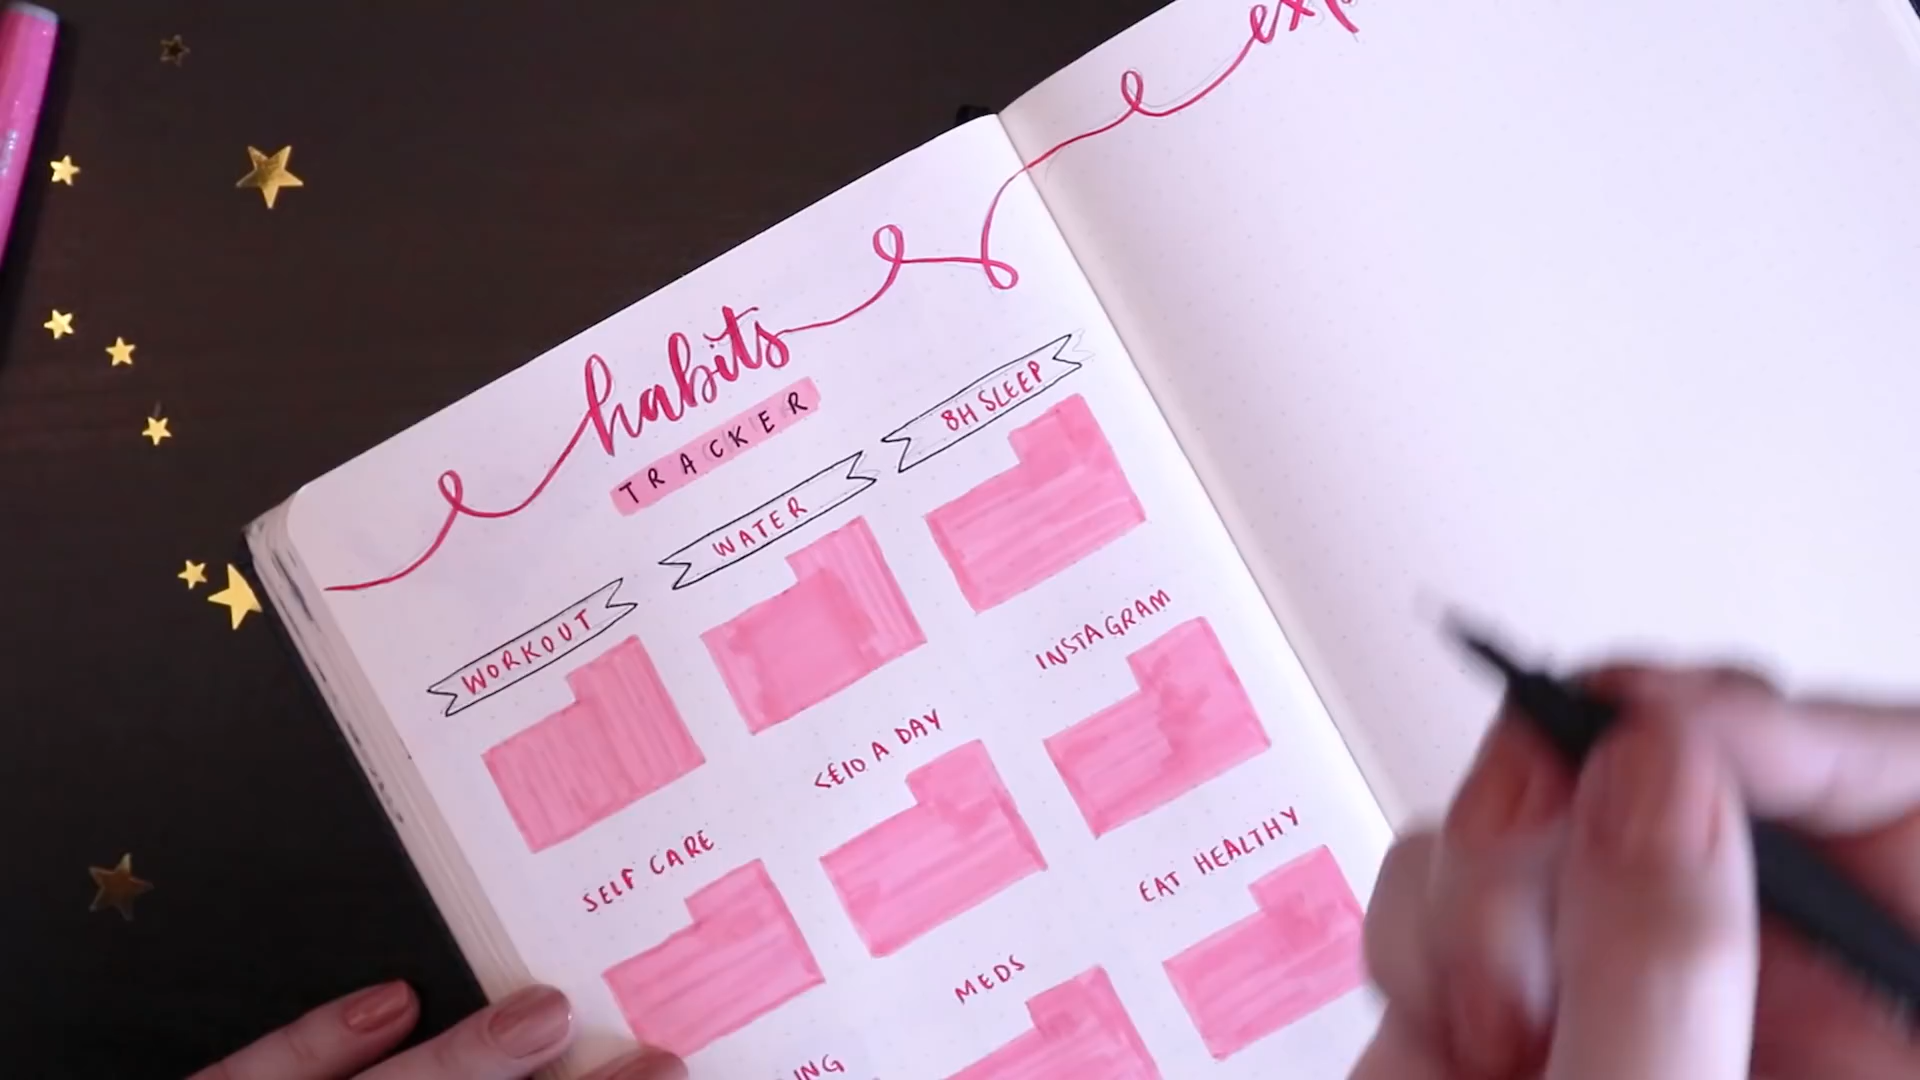 habits
TRACKER
WORKOUT
WATER
8H SLEEP
SELF CARE
<£10 A DAY
INSTAGRAM
MEDS
EAT HEALTHY